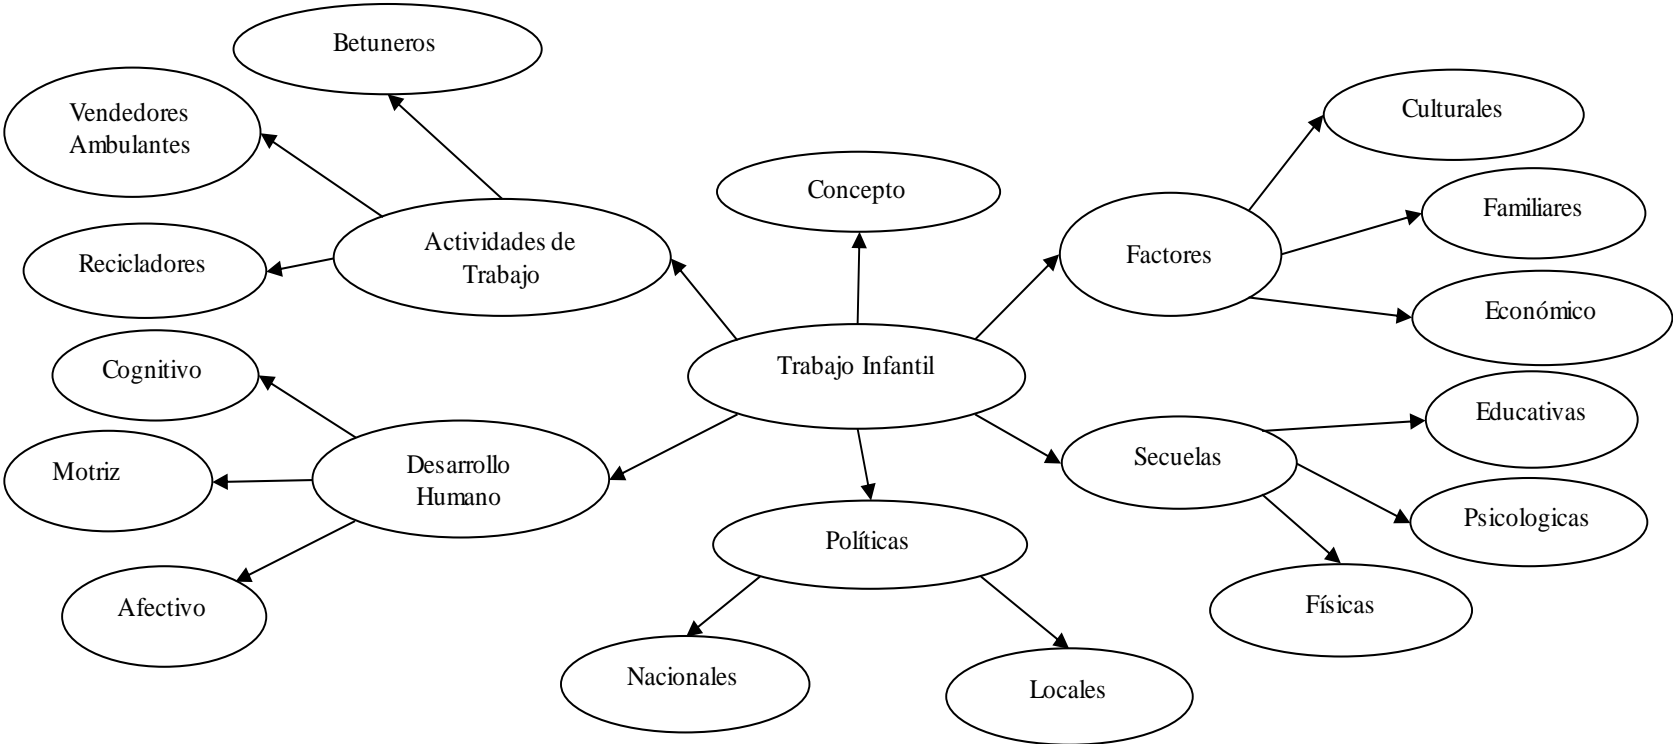 Betuneros
Vendedores
Ambulantes
Recicladores
Actividades de
Trabajo
Concepto
Factores
Culturales
Familiares
Económico
Trabajo Infantil
Cognitivo
Motriz
Afectivo
Desarrollo
Humano
Políticas
Nacionales
Locales
Secuelas
Educativas
Psicologicas
Físicas